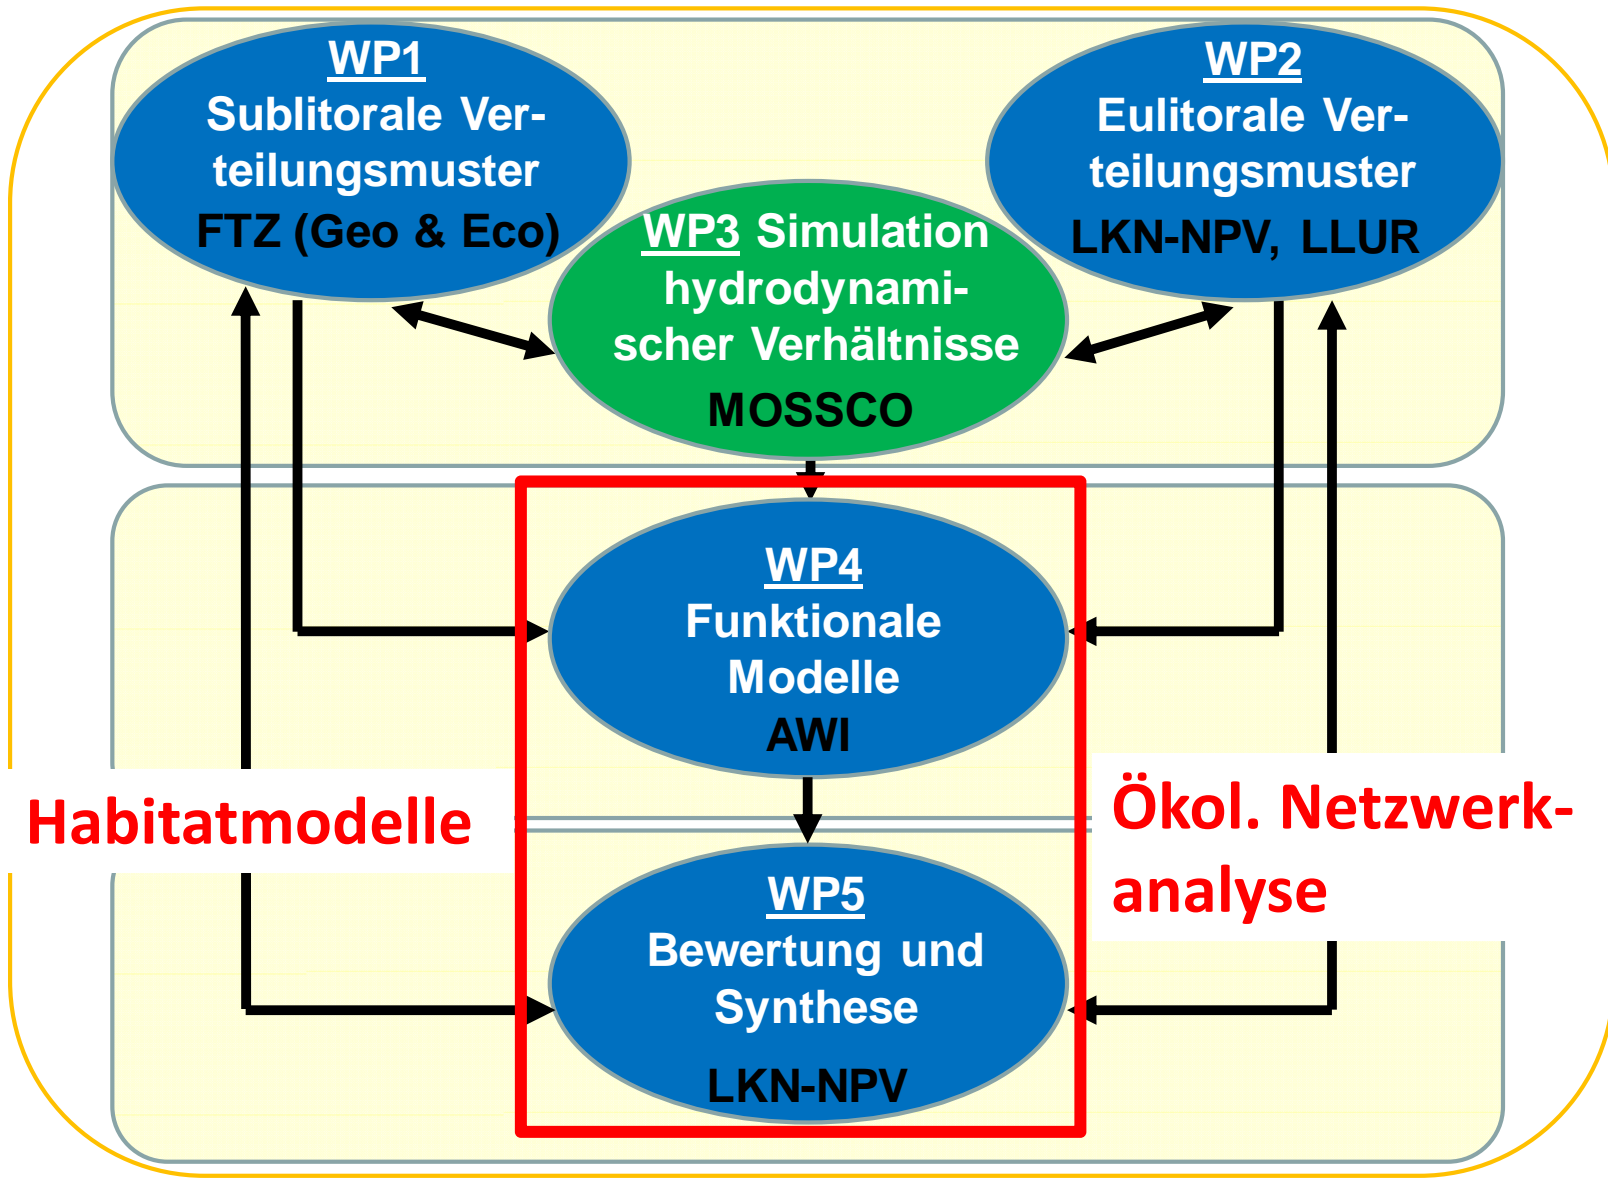 WP1
Sublitorale Ver-
teilungsmuster
FTZ (Geo & Eco)
WP2
Eulitorale Ver-
teilungsmuster
LKN-NPV, LLUR
WP3 Simulation
hydrodynami-
scher Verhältnisse
MOSSCO
WP4
Funktionale
Modelle
AWI
Habitatmodelle
Ökol. Netzwerk-
analyse
WP5
Bewertung und
Synthese
LKN-NPV